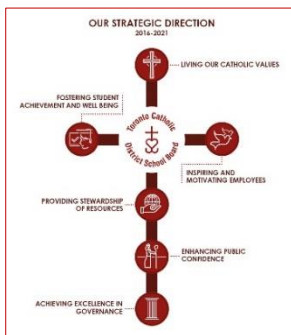 OUR STRATEGIC DIRECTION
2016-2021
LIVING OUR CATHOLIC VALUES
FOSTERING STUDENT
ACHIEVEMENT AND WELL BEING
Toronto Catholic
District School Board
INSPIRING AND
MOTIVATING EMPLOYEES
PROVIDING STEWARDSHIP
OF RESOURCES
ENHANCING PUBLIC
CONFIDENCE
ACHIEVING EXCELLENCE IN
GOVERNANCE